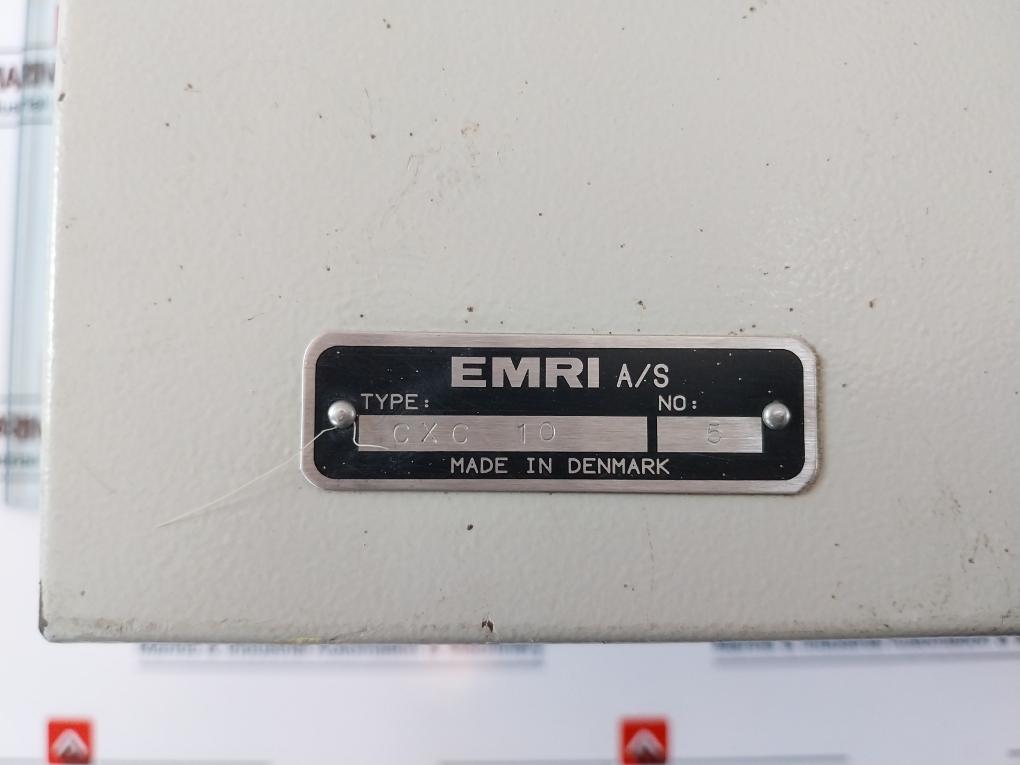 EMRI A/S
TYPE: NO:
CXC 10 5
MADE IN DENMARK